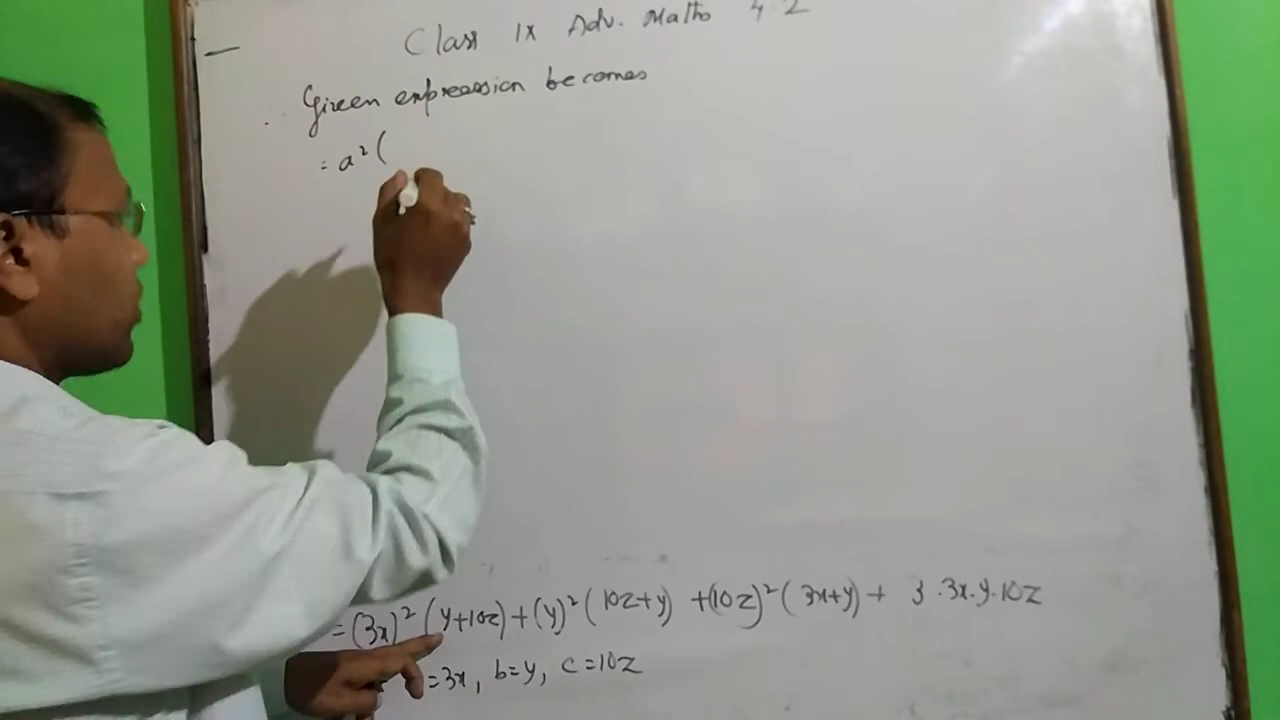 Class IX Adv. Maths 4.2
∴ Given expression becomes
= a² (
= (3x)² (y+10z) + (y)² (10z+y) + (10z)² (3x+y) + 3.3x.y.10z
=3x, b=y, c=10z